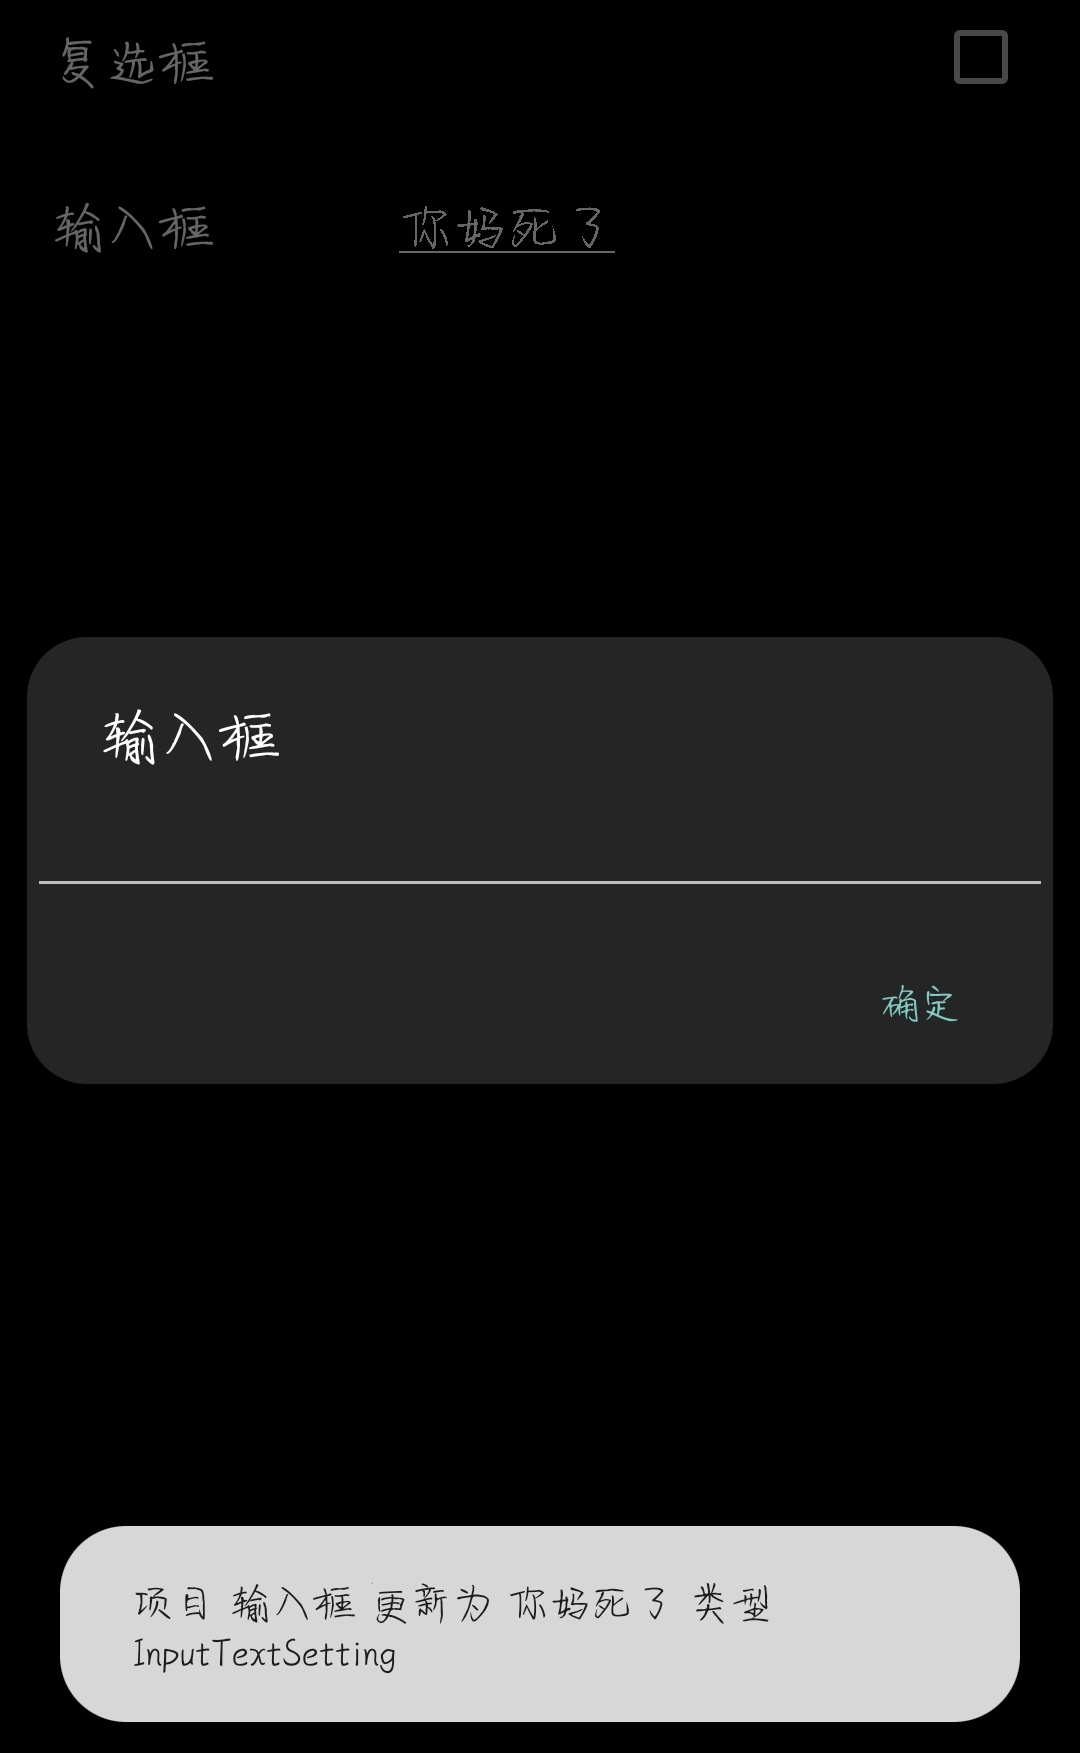 复选框
输入框 你妈死了
输入框
确定
项目 输入框 更新为 你妈死了 类型
InputTextSetting